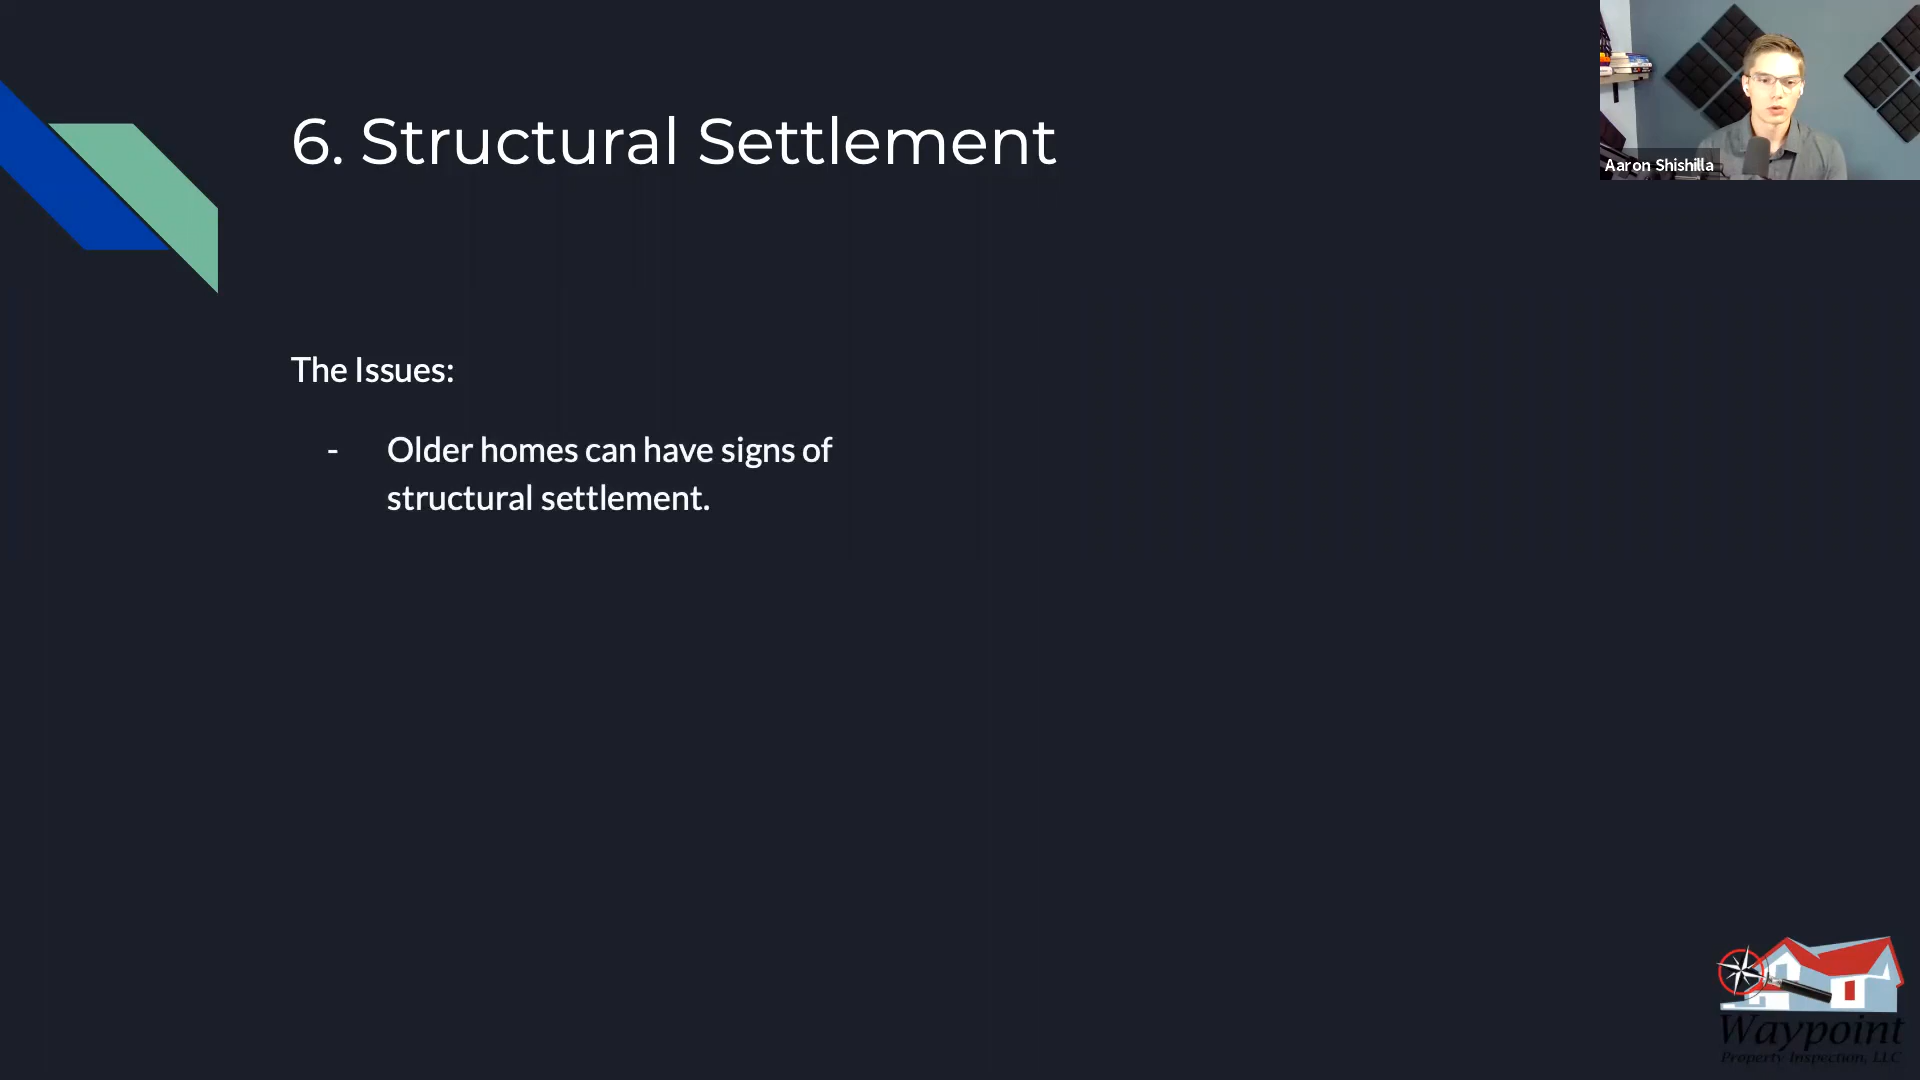 6. Structural Settlement
Aaron Shishilla
The Issues:
- Older homes can have signs of
structural settlement.
Waypoint
Property Inspection, LLC